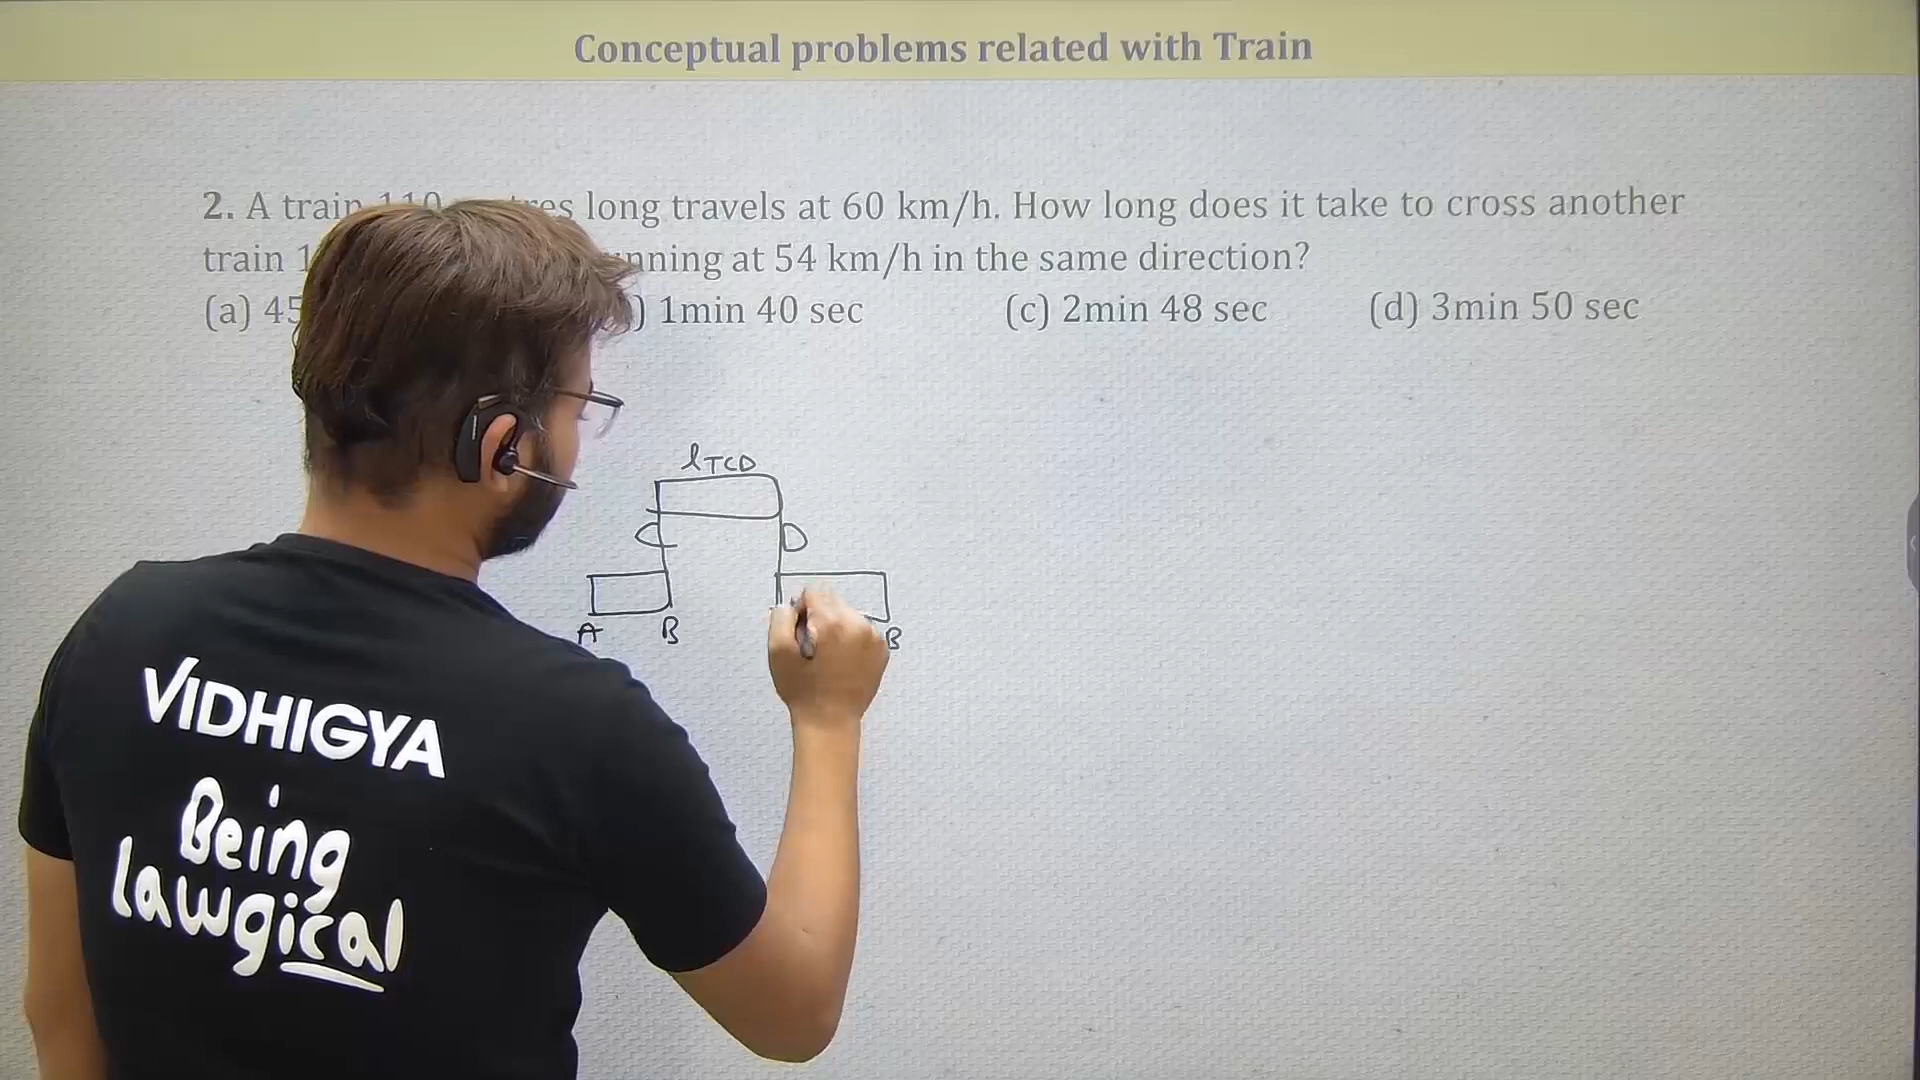 Conceptual problems related with Train
2. A train 110 long travels at 60 km/h. How long does it take to cross another
train at 54 km/h in the same direction?
(a) 1min 40 sec (c) 2min 48 sec (d) 3min 50 sec
lTCD
C D
A B B
VIDHIGYA
Being
lawgical